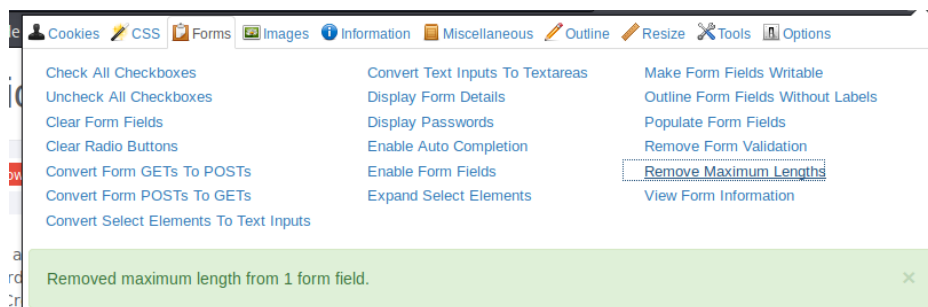 Cookies CSS Forms Images Information Miscellaneous Outline Resize Tools Options
Check All Checkboxes
Uncheck All Checkboxes
Clear Form Fields
Clear Radio Buttons
Convert Form GETs To POSTs
Convert Form POSTs To GETs
Convert Select Elements To Text Inputs
Convert Text Inputs To Textareas
Display Form Details
Display Passwords
Enable Auto Completion
Enable Form Fields
Expand Select Elements
Make Form Fields Writable
Outline Form Fields Without Labels
Populate Form Fields
Remove Form Validation
Remove Maximum Lengths
View Form Information
Removed maximum length from 1 form field. ×